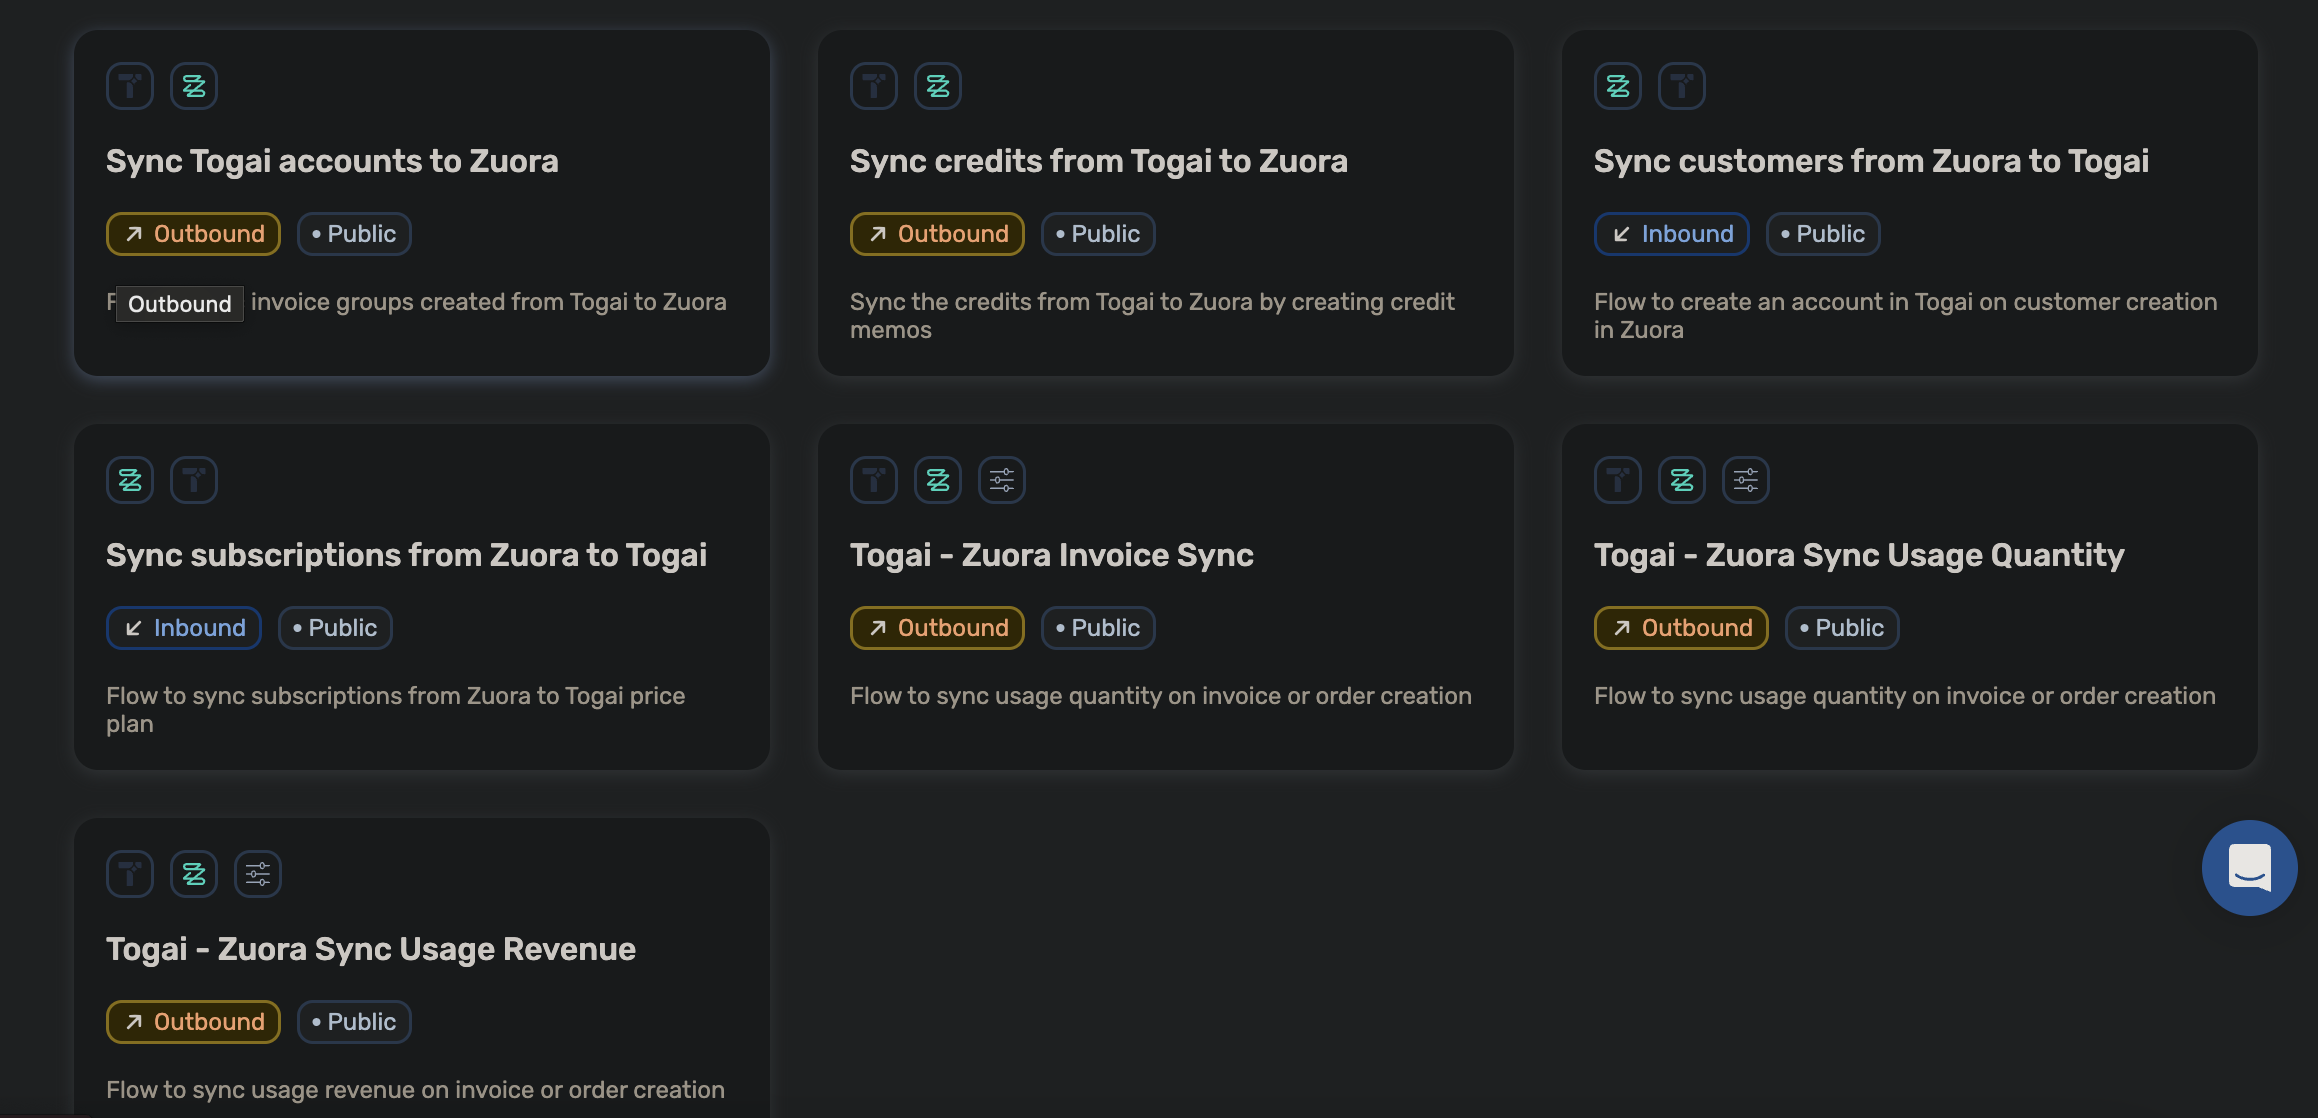 Sync Togai accounts to Zuora
Outbound
• Public
Outbound invoice groups created from Togai to Zuora
Sync credits from Togai to Zuora
Outbound
• Public
Sync the credits from Togai to Zuora by creating credit
memos
Sync customers from Zuora to Togai
Inbound
• Public
Flow to create an account in Togai on customer creation
in Zuora
Sync subscriptions from Zuora to Togai
Inbound
• Public
Flow to sync subscriptions from Zuora to Togai price
plan
Togai - Zuora Invoice Sync
Outbound
• Public
Flow to sync usage quantity on invoice or order creation
Togai - Zuora Sync Usage Quantity
Outbound
• Public
Flow to sync usage quantity on invoice or order creation
Togai - Zuora Sync Usage Revenue
Outbound
• Public
Flow to sync usage revenue on invoice or order creation